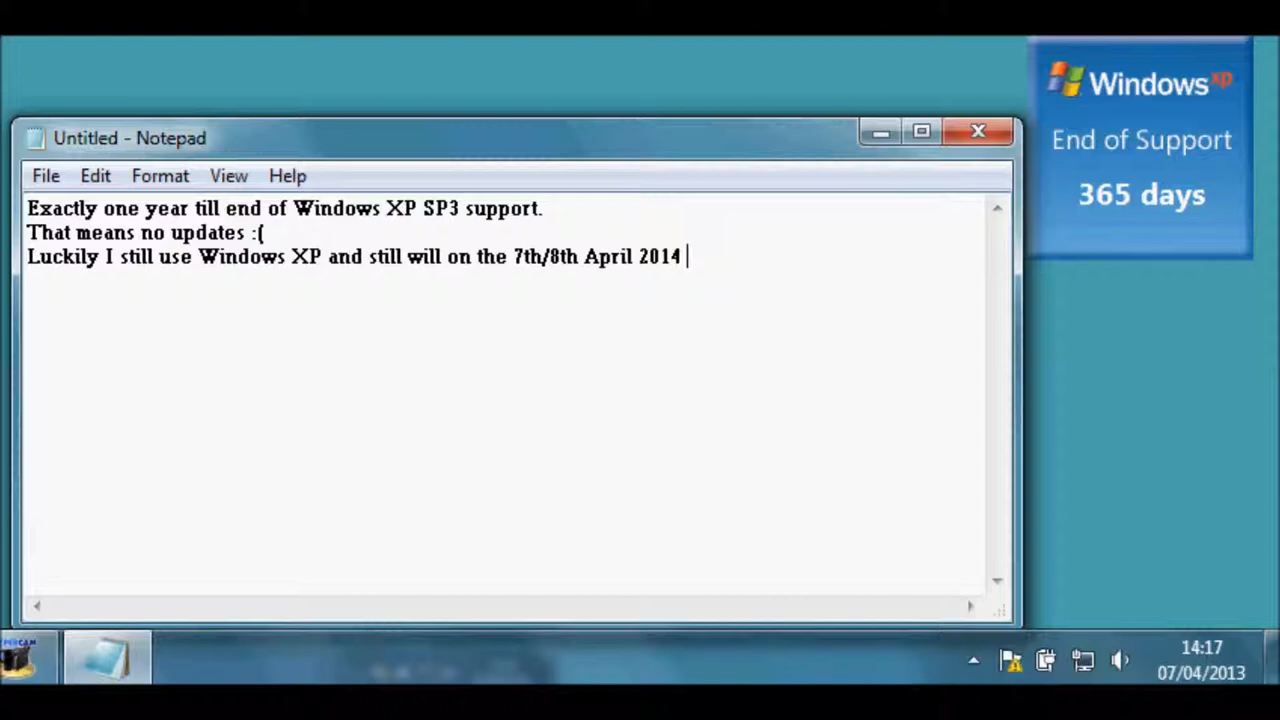 Windows xp
End of Support
365 days
Untitled - Notepad
File Edit Format View Help
Exactly one year till end of Windows XP SP3 support.
That means no updates :(
Luckily I still use Windows XP and still will on the 7th/8th April 2014
14:17
07/04/2013